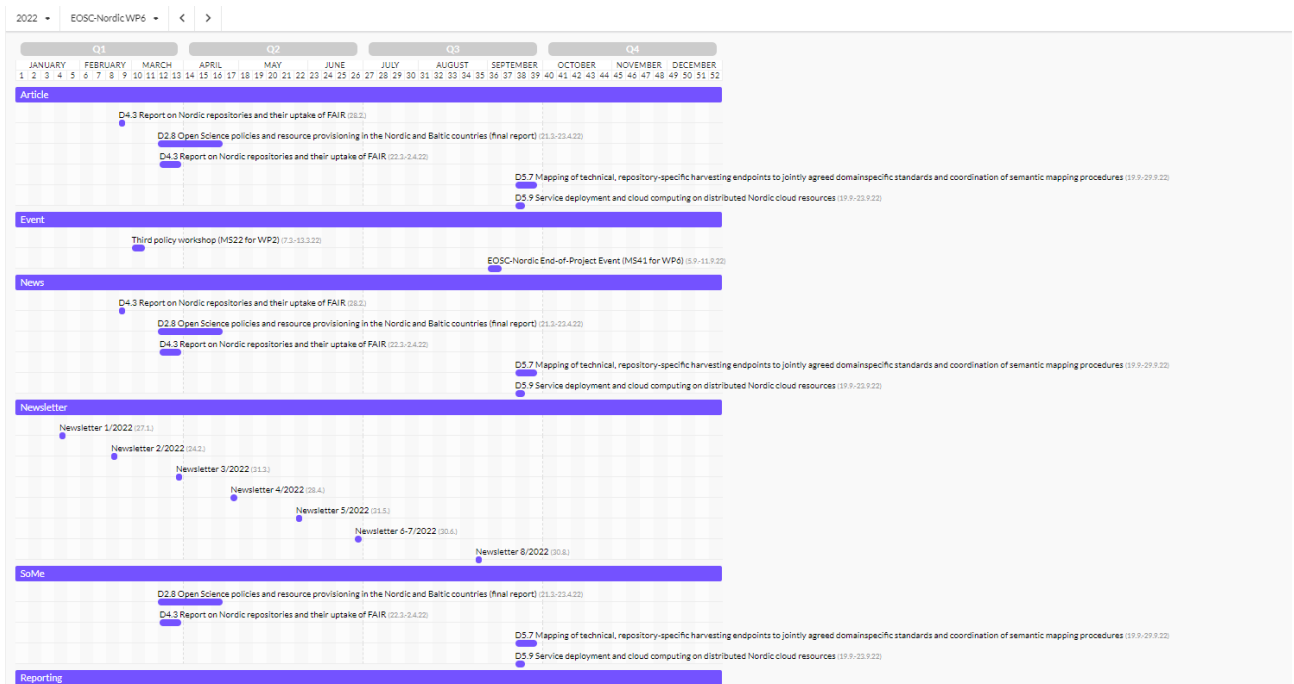 2022 EOSC-Nordic WP6
Q1 Q2 Q3 Q4
JANUARY FEBRUARY MARCH APRIL MAY JUNE JULY AUGUST SEPTEMBER OCTOBER NOVEMBER DECEMBER
1 2 3 4 5 6 7 8 9 10 11 12 13 14 15 16 17 18 19 20 21 22 23 24 25 26 27 28 29 30 31 32 33 34 35 36 37 38 39 40 41 42 43 44 45 46 47 48 49 50 51 52
Article
D4.3 Report on Nordic repositories and their uptake of FAIR (28.2.)
D2.8 Open Science policies and resource provisioning in the Nordic and Baltic countries (final report) (21.3.-23.4.22)
D4.3 Report on Nordic repositories and their uptake of FAIR (22.3.-2.4.22)
D5.7 Mapping of technical, repository-specific harvesting endpoints to jointly agreed domainspecific standards and coordination of semantic mapping procedures (19.9.-29.9.22)
D5.9 Service deployment and cloud computing on distributed Nordic cloud resources (19.9.-23.9.22)
Event
Third policy workshop (MS22 for WP2) (7.3.-13.3.22)
EOSC-Nordic End-of-Project Event (MS41 for WP6) (5.9.-11.9.22)
News
D4.3 Report on Nordic repositories and their uptake of FAIR (28.2.)
D2.8 Open Science policies and resource provisioning in the Nordic and Baltic countries (final report) (21.3.-23.4.22)
D4.3 Report on Nordic repositories and their uptake of FAIR (22.3.-2.4.22)
D5.7 Mapping of technical, repository-specific harvesting endpoints to jointly agreed domainspecific standards and coordination of semantic mapping procedures (19.9.-29.9.22)
D5.9 Service deployment and cloud computing on distributed Nordic cloud resources (19.9.-23.9.22)
Newsletter
Newsletter 1/2022 (27.1.)
Newsletter 2/2022 (24.2.)
Newsletter 3/2022 (31.3.)
Newsletter 4/2022 (28.4.)
Newsletter 5/2022 (31.5.)
Newsletter 6-7/2022 (30.6.)
Newsletter 8/2022 (30.8.)
SoMe
D2.8 Open Science policies and resource provisioning in the Nordic and Baltic countries (final report) (21.3.-23.4.22)
D4.3 Report on Nordic repositories and their uptake of FAIR (22.3.-2.4.22)
D5.7 Mapping of technical, repository-specific harvesting endpoints to jointly agreed domainspecific standards and coordination of semantic mapping procedures (19.9.-29.9.22)
D5.9 Service deployment and cloud computing on distributed Nordic cloud resources (19.9.-23.9.22)
Reporting